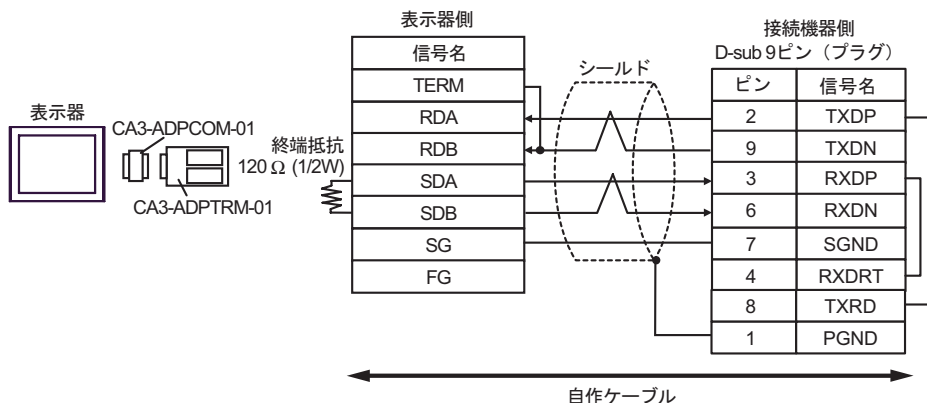 表示器側
信号名
TERM
RDA
RDB
SDA
SDB
SG
FG
表示器
CA3-ADPCOM-01
CA3-ADPTRM-01
終端抵抗
120 Ω (1/2W)
シールド
接続機器側
D-sub 9ピン（プラグ）
ピン 信号名
2 TXDP
9 TXDN
3 RXDP
6 RXDN
7 SGND
4 RXDRT
8 TXRD
1 PGND
自作ケーブル